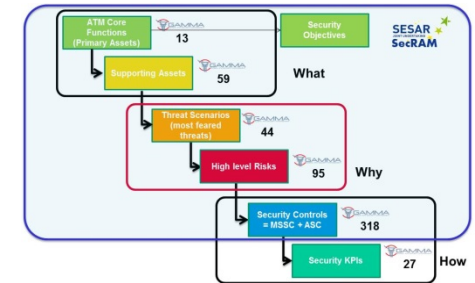 ATM Core
Functions
(Primary Assets)
GAMMA
13
Security
Objectives
SESAR
SecRAM
Supporting Assets
GAMMA
59
What
Threat Scenarios
(most feared
threats)
GAMMA
44
High level Risks
GAMMA
95
Why
Security Controls
= MSSC + ASC
GAMMA
318
Security KPIs
GAMMA
27
How